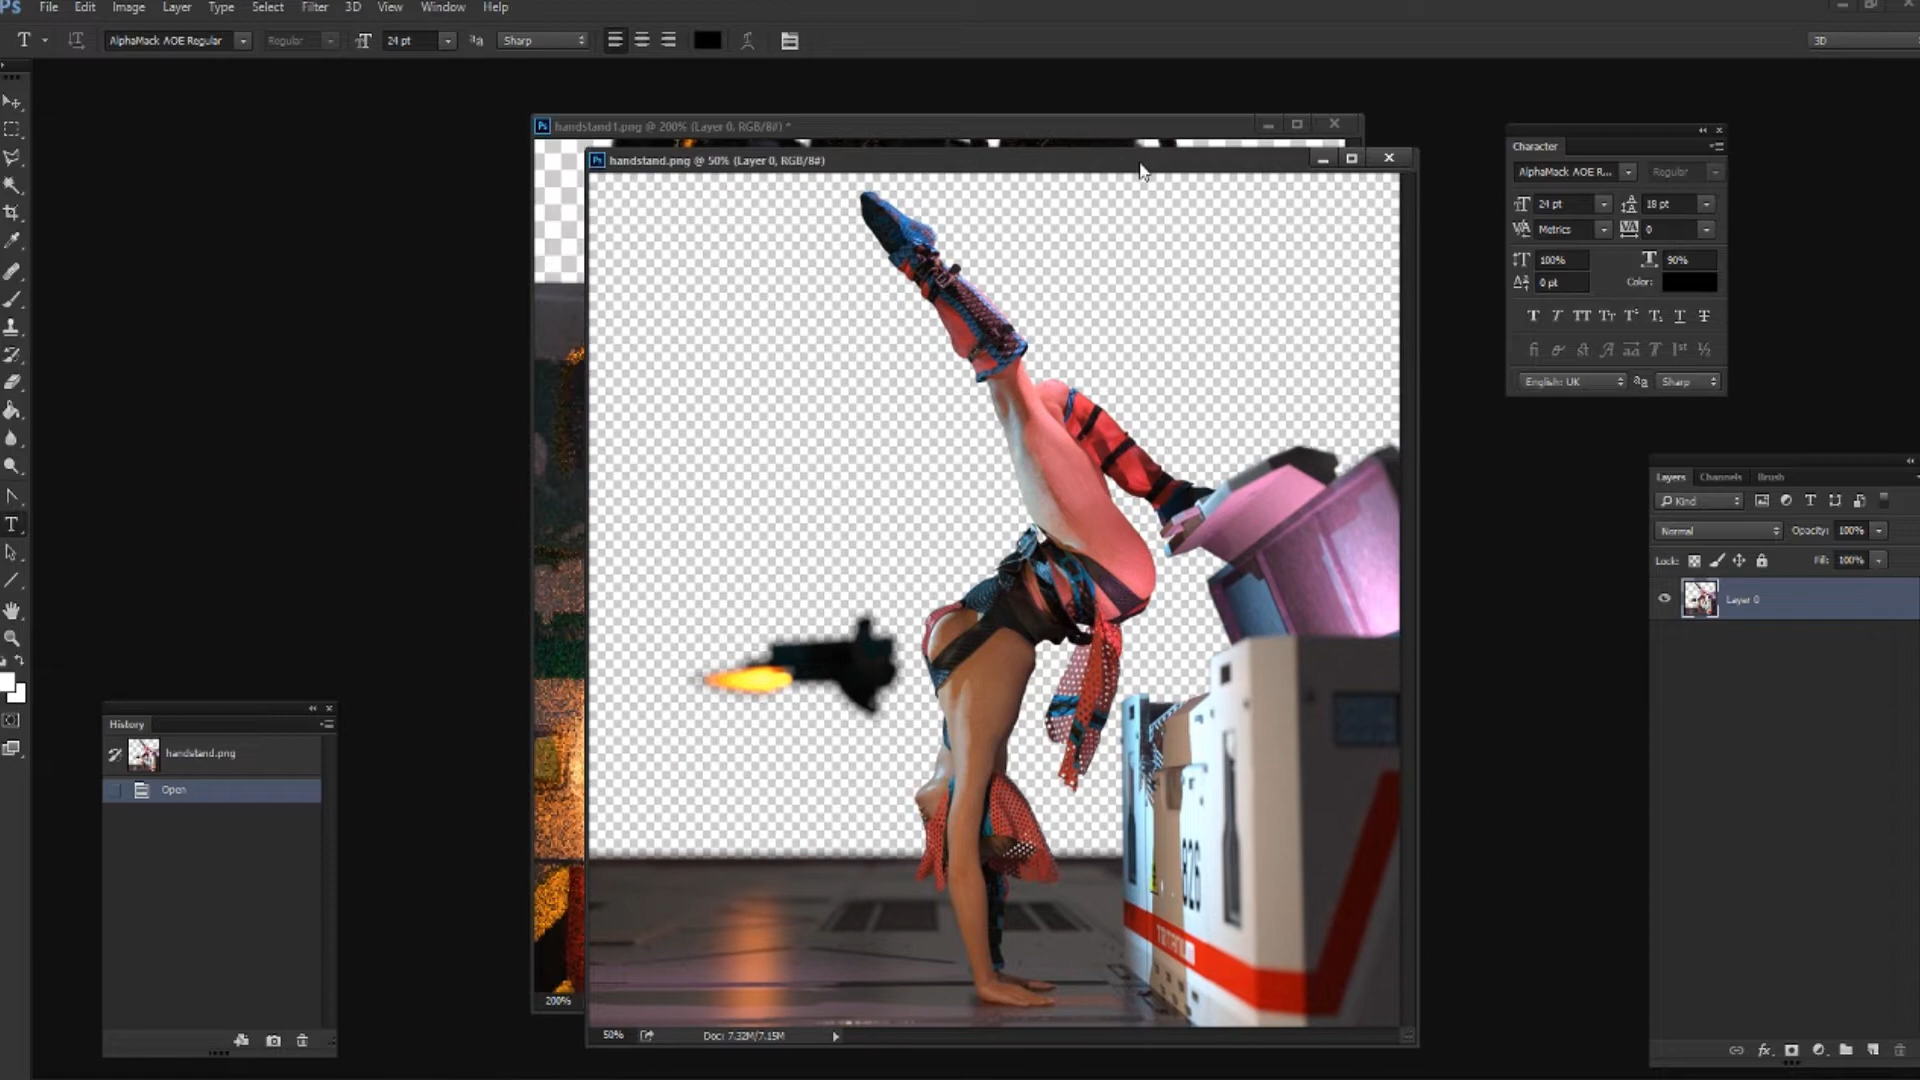 Ps File Edit Image Layer Type Select Filter 3D View Window Help
T AlphaMack AOE Regular Regular 24 pt Sharp 3D
Ps handstand1.png @ 200% (Layer 0, RGB/8#) *
Ps handstand.png @ 50% (Layer 0, RGB/8#)
Character
AlphaMack AOE R... Regular
24 pt 18 pt
Metrics 0
100% 90%
0 pt Color:
English: UK Sharp
Layers Channels Brush
Kind
Normal Opacity: 100%
Lock: Fill: 100%
Layer 0
History
handstand.png
Open
826
200%
50% Doc: 7.32M/7.15M